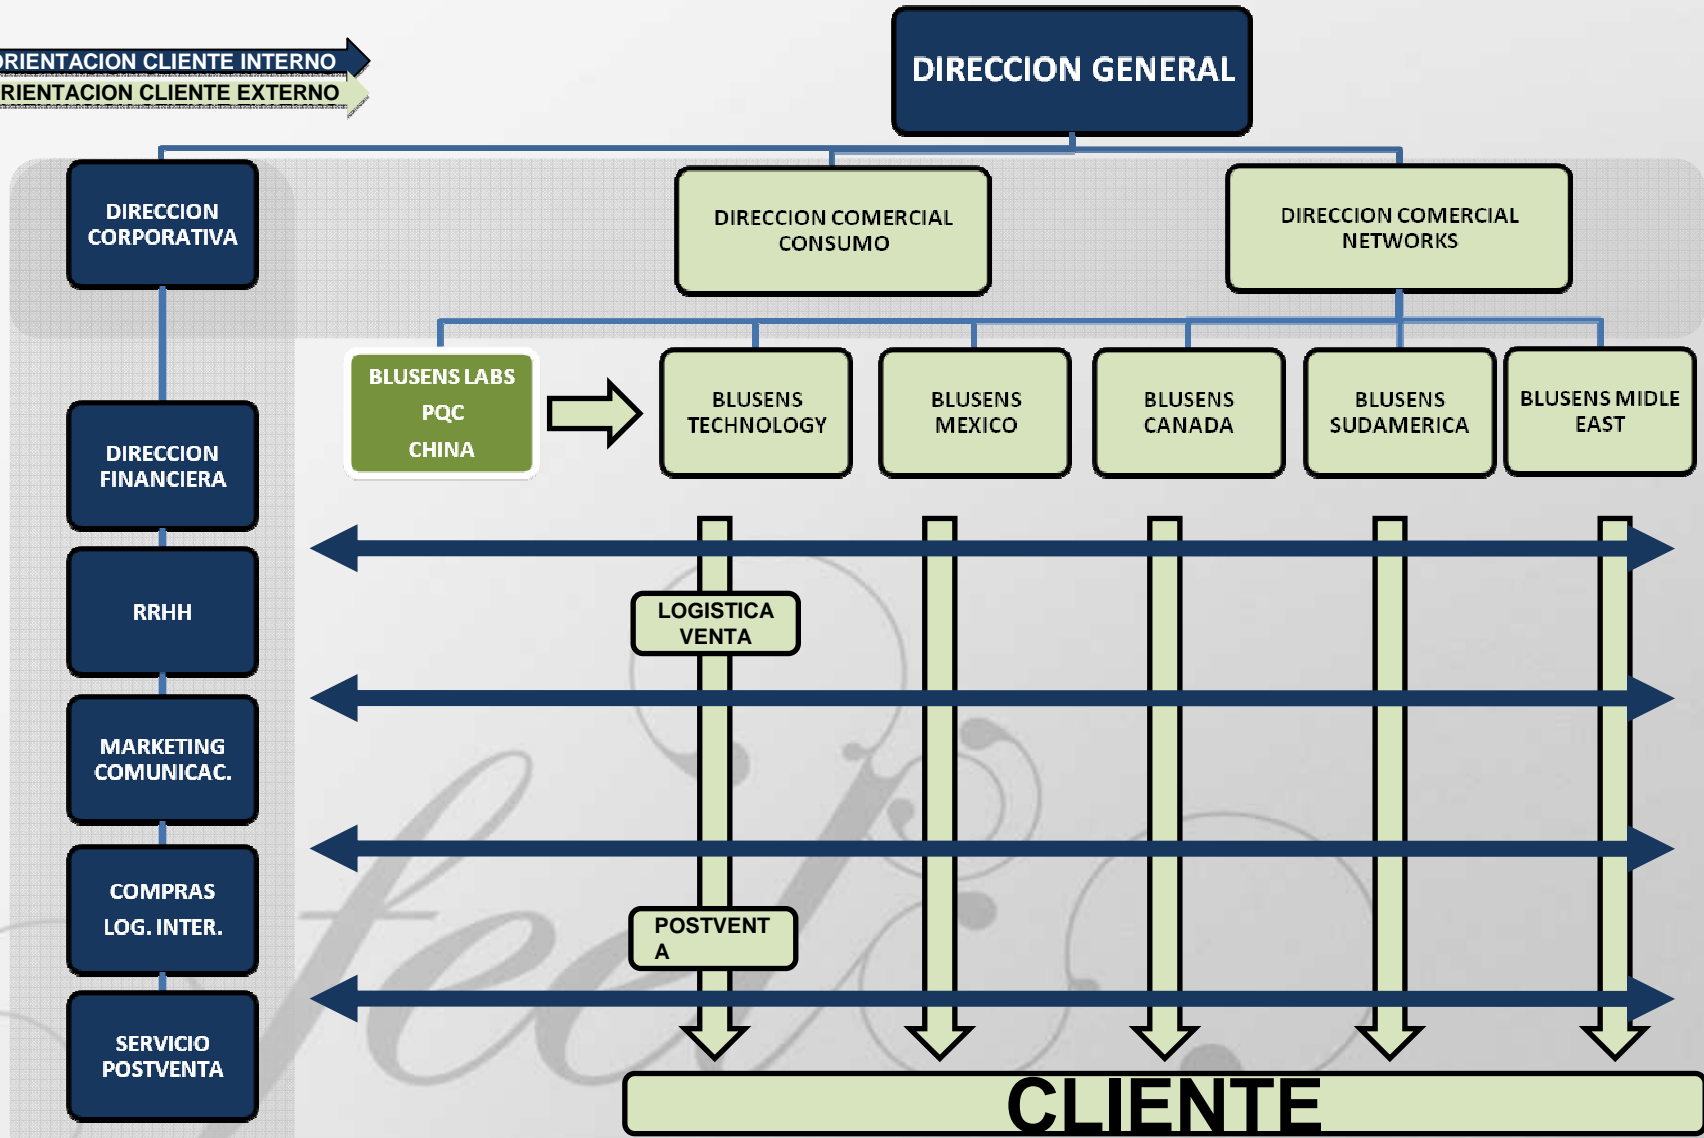 ORIENTACION CLIENTE INTERNO
RIENTACION CLIENTE EXTERNO
DIRECCION GENERAL
DIRECCION
CORPORATIVA
DIRECCION COMERCIAL
CONSUMO
DIRECCION COMERCIAL
NETWORKS
BLUSENS LABS
PQC
CHINA
BLUSENS
TECHNOLOGY
BLUSENS
MEXICO
BLUSENS
CANADA
BLUSENS
SUDAMERICA
BLUSENS MIDLE
EAST
DIRECCION
FINANCIERA
RRHH
LOGISTICA
VENTA
MARKETING
COMUNICAC.
COMPRAS
LOG. INTER.
POSTVENT
A
SERVICIO
POSTVENTA
CLIENTE
feel